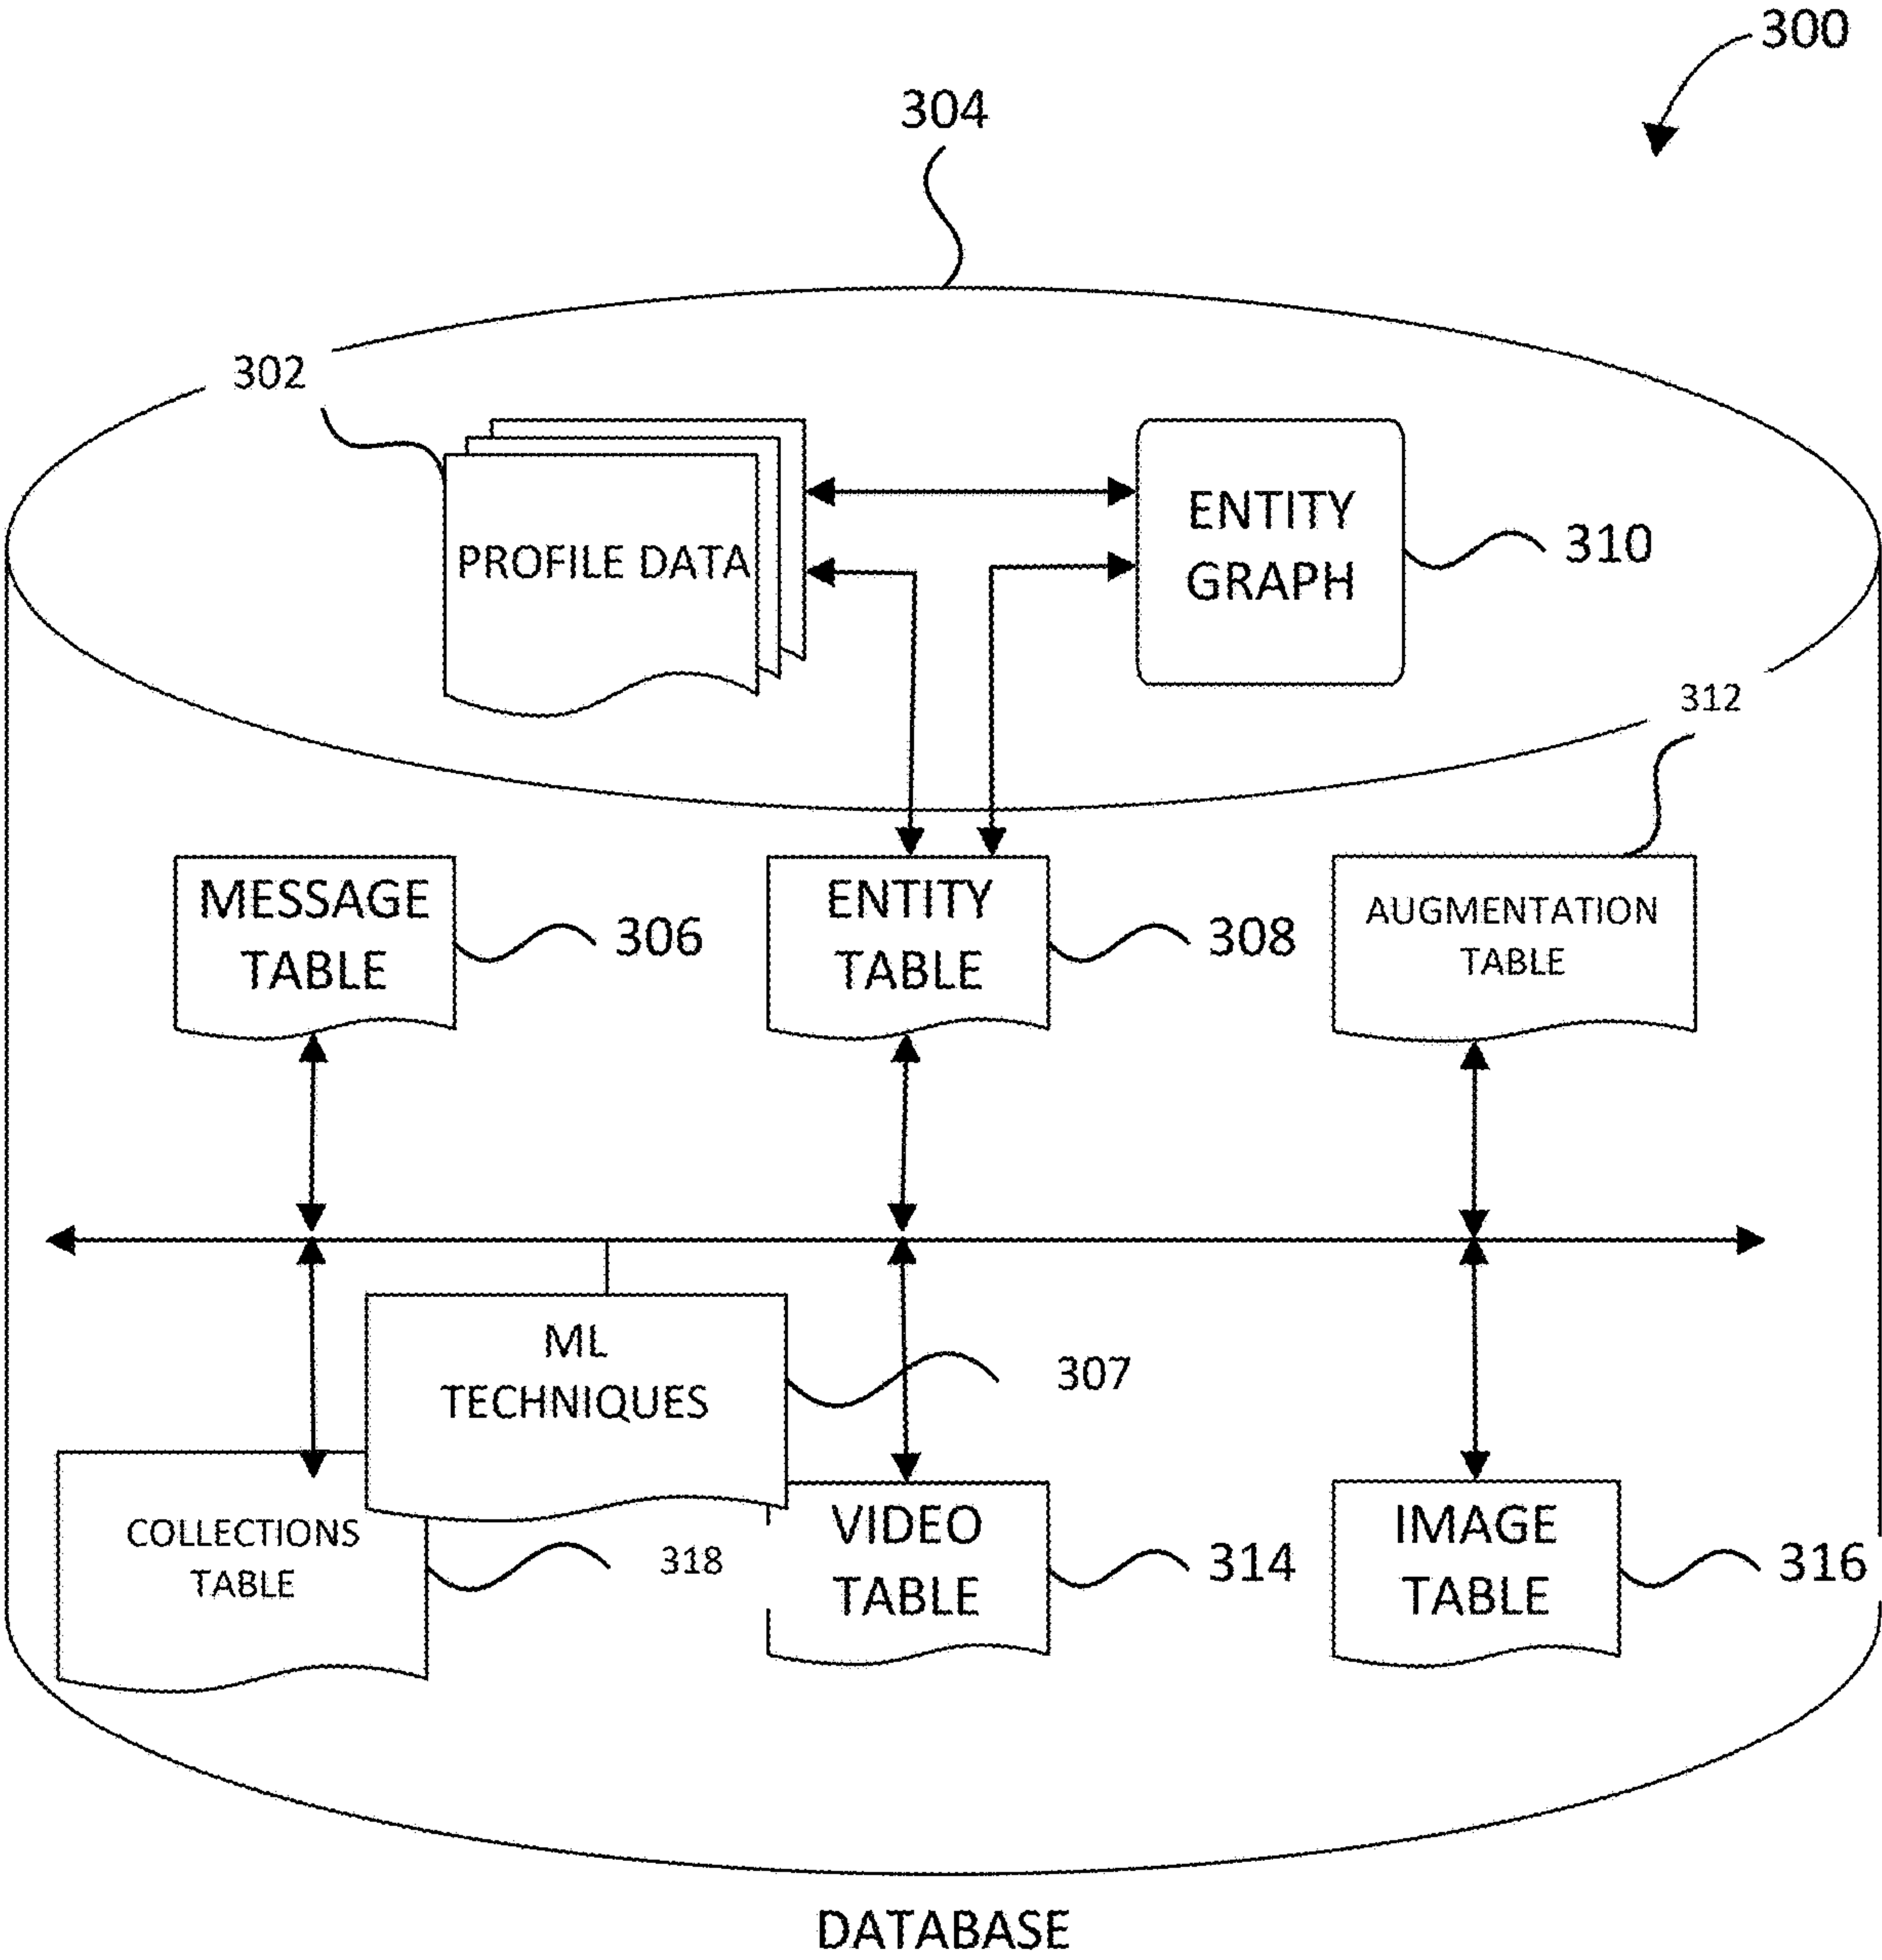 300
304
302
PROFILE DATA
ENTITY
GRAPH
310
312
MESSAGE
TABLE
306
ENTITY
TABLE
308
AUGMENTATION
TABLE
ML
TECHNIQUES
307
COLLECTIONS
TABLE
318
VIDEO
TABLE
314
IMAGE
TABLE
316
DATABASE